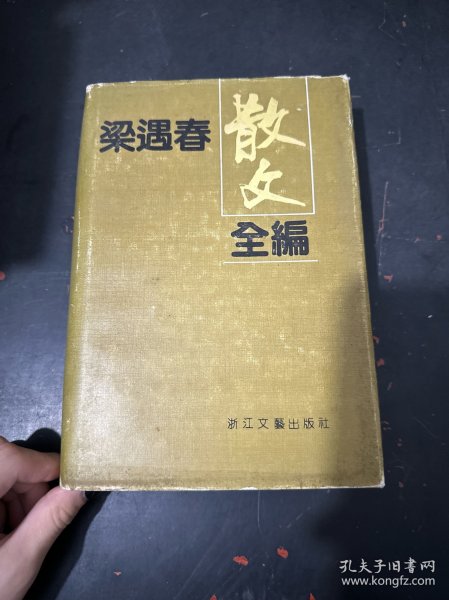 梁遇春
散文
全編
浙江文藝出版社
孔夫子旧书网
www.kongfz.com